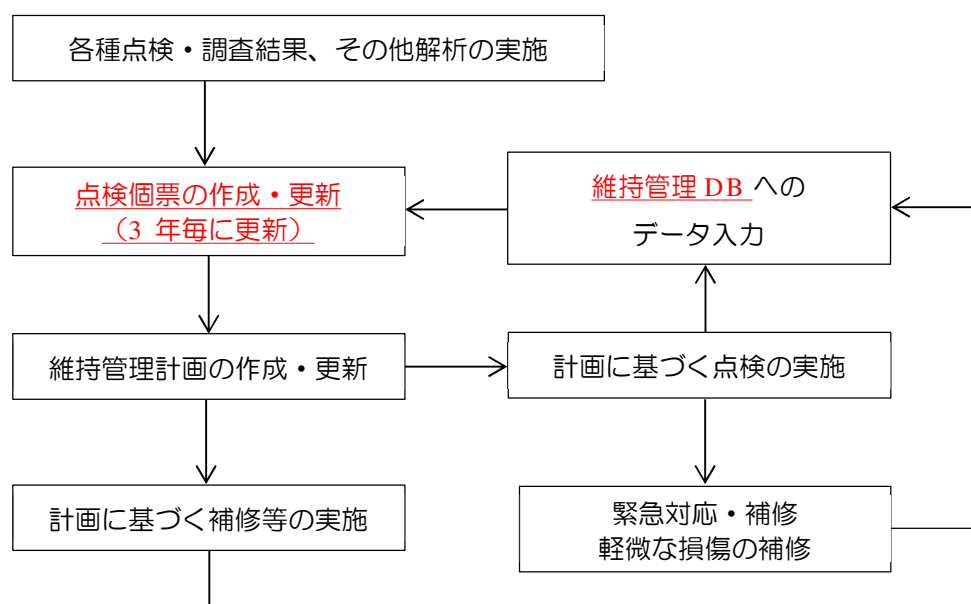 各種点検・調査結果、その他解析の実施
点検個票の作成・更新
（3 年毎に更新）
維持管理 DB への
データ入力
維持管理計画の作成・更新
計画に基づく点検の実施
計画に基づく補修等の実施
緊急対応・補修
軽微な損傷の補修